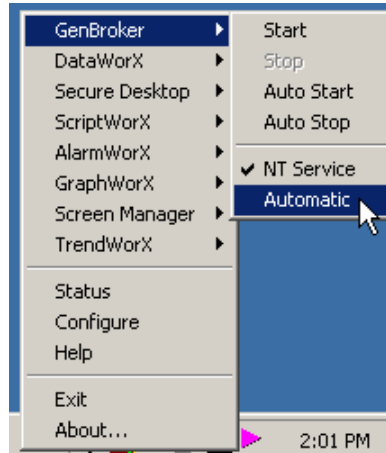 GenBroker
DataWorX
Secure Desktop
ScriptWorX
AlarmWorX
GraphWorX
Screen Manager
TrendWorX
Status
Configure
Help
Exit
About...
Start
Stop
Auto Start
Auto Stop
NT Service
Automatic
2:01 PM